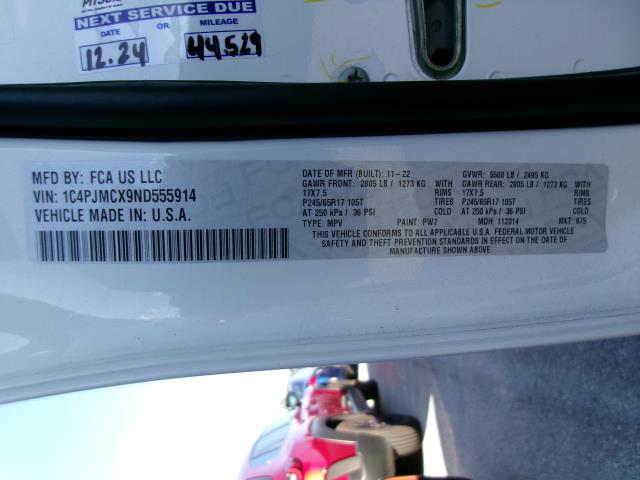 NEXT SERVICE DUE
DATE OR MILEAGE
12.24 44,529
MFD BY: FCA US LLC
VIN: 1C4PJMCX9ND555914
VEHICLE MADE IN U.S.A.
DATE OF MFR (BUILT): 11-22 GVWR: 5500 LB / 2495 KG
GAWR FRONT: 2805 LB / 1273 KG WITH GAWR REAR: 2805 LB / 1273 KG WITH
17X7.5 RIMS 17X7.5 RIMS
P245/65R17 105T TIRES P245/65R17 105T TIRES
AT 250 kPa / 36 PSI AT 250 kPa / 36 PSI
TYPE: MPV PAINT: PW7 MDH: 112314 MKT: 875
THIS VEHICLE CONFORMS TO ALL APPLICABLE U.S.A. FEDERAL MOTOR VEHICLE
SAFETY AND THEFT PREVENTION STANDARDS IN EFFECT ON THE DATE OF
MANUFACTURE SHOWN ABOVE.